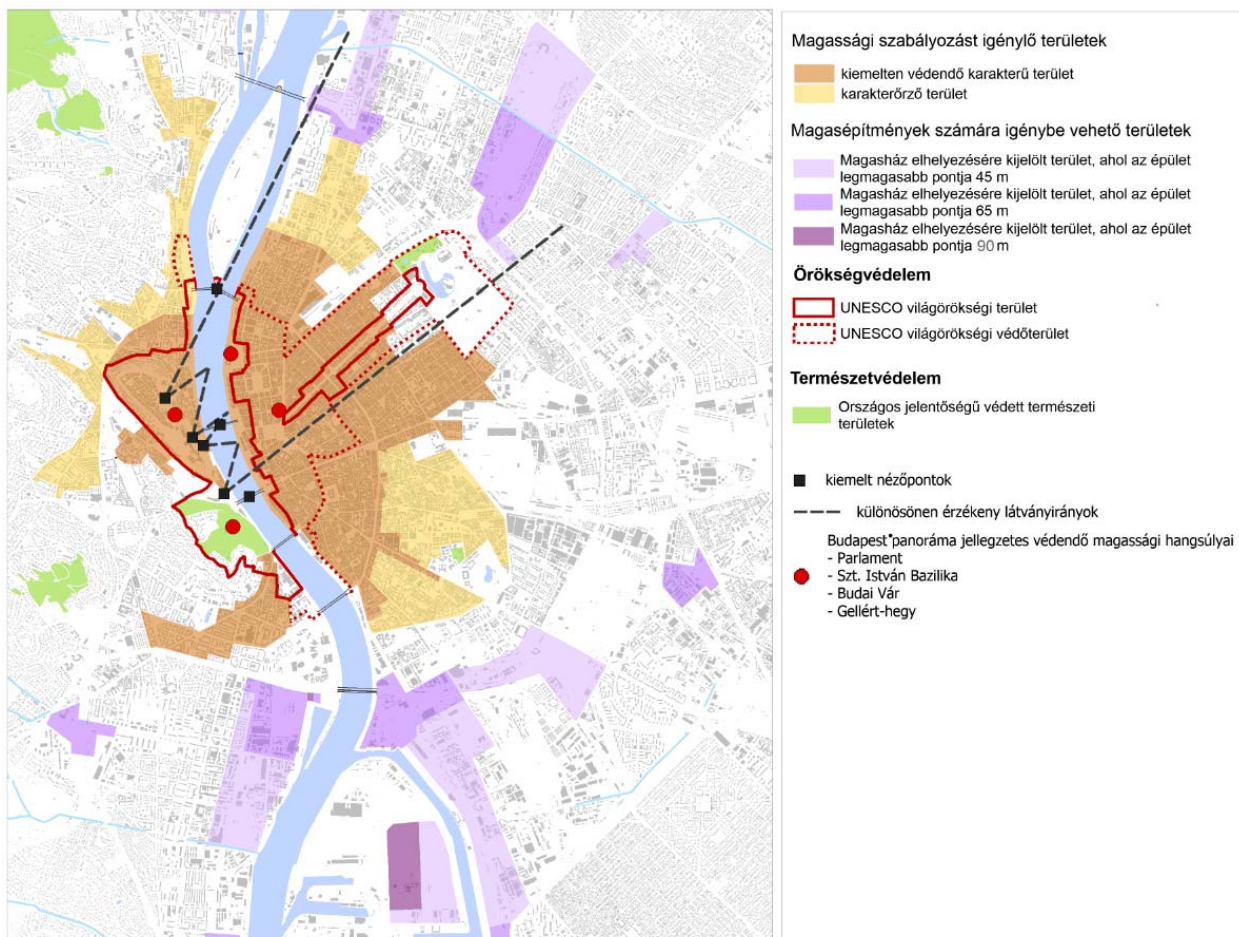 Magassági szabályozást igénylő területek
kiemelten védendő karakterű terület
karakterőrző terület
Magasépítmények számára igénybe vehető területek
Magasház elhelyezésére kijelölt terület, ahol az épület
legmagasabb pontja 45 m
Magasház elhelyezésére kijelölt terület, ahol az épület
legmagasabb pontja 65 m
Magasház elhelyezésére kijelölt terület, ahol az épület
legmagasabb pontja 90 m
Örökségvédelem
UNESCO világörökségi terület
UNESCO világörökségi védőterület
Természetvédelem
Országos jelentőségű védett természeti
területek
kiemelt nézőpontok
különösönen érzékeny látványirányok
Budapest panoráma jellegzetes védendő magassági hangsúlyai
- Parlament
- Szt. István Bazilika
- Budai Vár
- Gellért-hegy